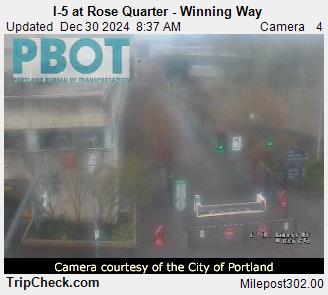 I-5 at Rose Quarter - Winning Way
Updated  Dec 30 2024  8:37 AM  Camera  4
PBOT
PORTLAND BUREAU OF TRANSPORTATION
Camera courtesy of the City of Portland
TripCheck.com  Milepost302.00